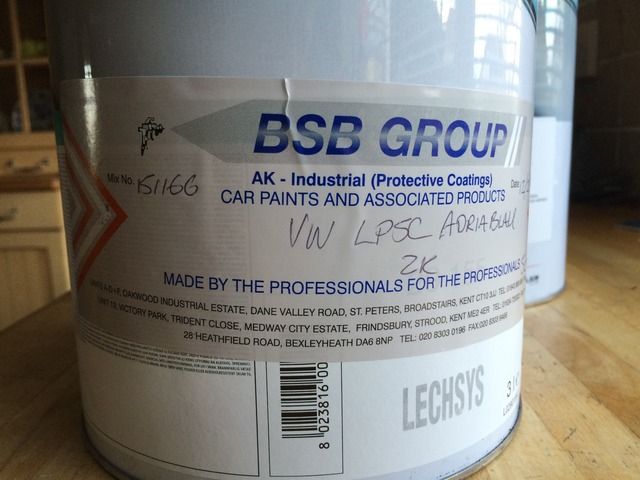 BSB GROUP
AK - Industrial (Protective Coatings)
Mix No. 151166 Date
CAR PAINTS AND ASSOCIATED PRODUCTS
VW LP5C ADRIABLAU
2K
MADE BY THE PROFESSIONALS FOR THE PROFESSIONALS
OAKWOOD INDUSTRIAL ESTATE, DANE VALLEY ROAD, ST. PETERS, BROADSTAIRS, KENT CT10 3JJ TEL:
UNIT 10, VICTORY PARK, TRIDENT CLOSE, MEDWAY CITY ESTATE, FRINDSBURY, STROOD, KENT ME2 4ER TEL:
28 HEATHFIELD ROAD, BEXLEYHEATH DA6 8NP TEL: 020 8303 0196 FAX:020 8303
LECHSYS
8 023816 00